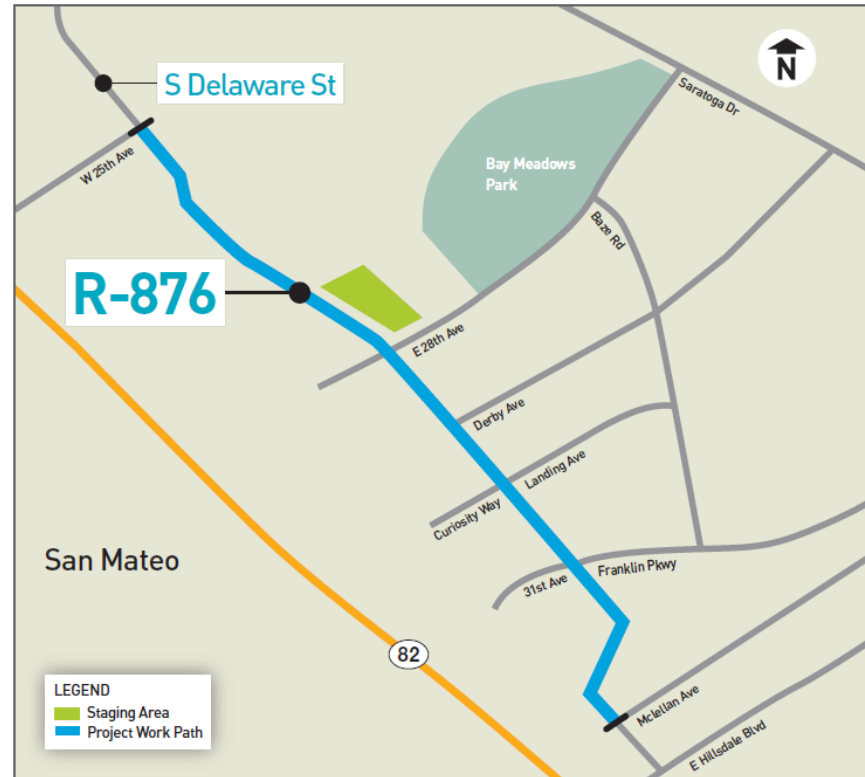 S Delaware St
N
Saratoga Dr
W 25th Ave
Bay Meadows
Park
Baze Rd
R-876
E 28th Ave
Derby Ave
Landing Ave
Curiosity Way
San Mateo
31st Ave
Franklin Pkwy
82
LEGEND
Staging Area
Project Work Path
Mclellan Ave
E Hillsdale Blvd